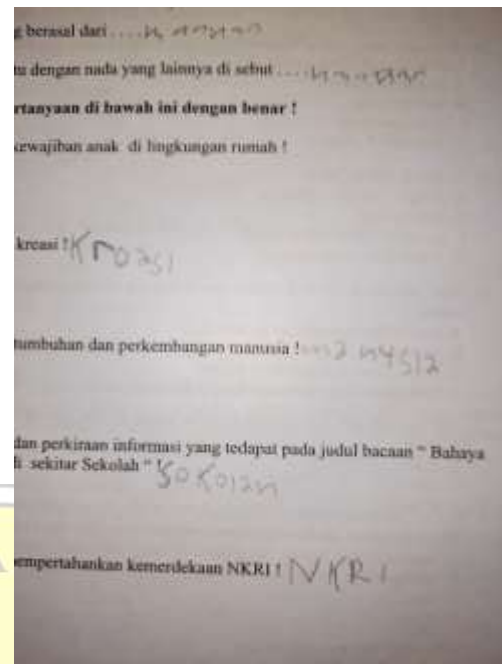 g berasal dari ....
tu dengan nada yang lainnya di sebut ....
rtanyaan di bawah ini dengan benar !
kewajiban anak di lingkungan rumah !
kreasi ! Kroasi
tumbuhan dan perkembangan manusia !
dan perkiraan informasi yang tedapat pada judul bacaan " Bahaya
di sekitar Sekolah " !
empertahankan kemerdekaan NKRI ! NKRI